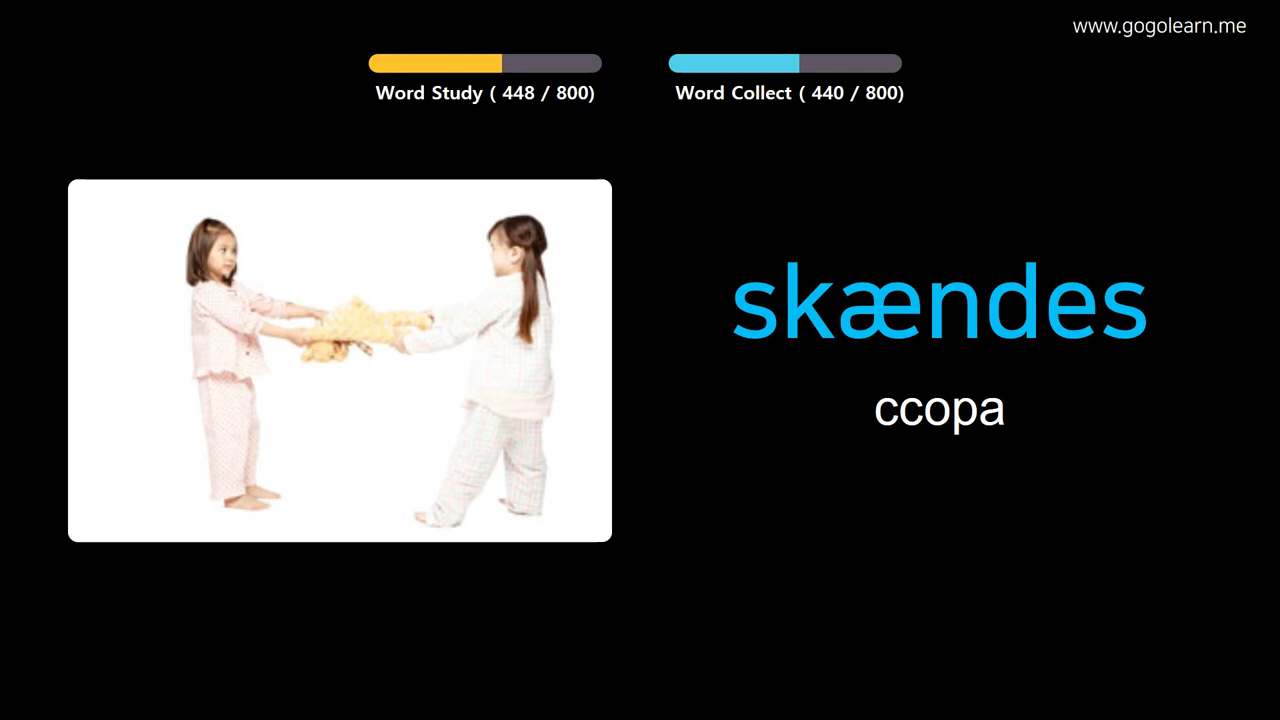 www.gogolearn.me
Word Study ( 448 / 800)
Word Collect ( 440 / 800)
skændes
ссора